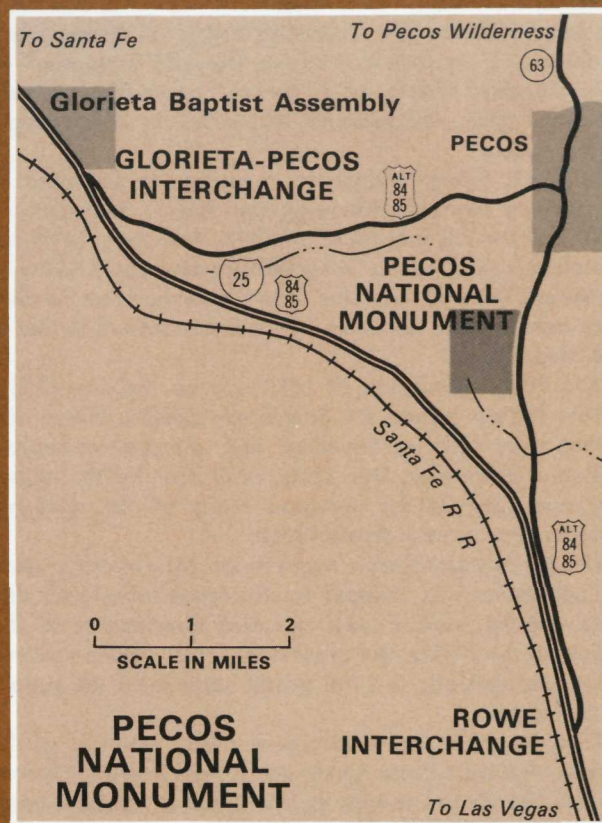 To Santa Fe
To Pecos Wilderness
63
Glorieta Baptist Assembly
PECOS
GLORIETA-PECOS
INTERCHANGE
ALT
84
85
25
84
85
PECOS
NATIONAL
MONUMENT
Santa Fe R R
ALT
84
85
0 1 2
SCALE IN MILES
ROWE
INTERCHANGE
PECOS
NATIONAL
MONUMENT
To Las Vegas